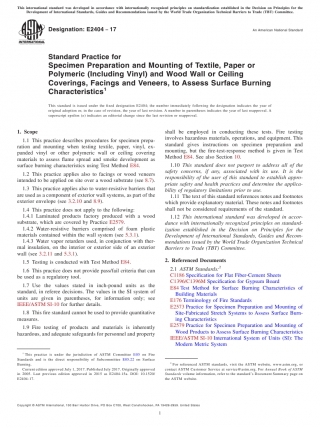 This international standard was developed in accordance with internationally recognized principles on standardization established in the Decision on Principles for the
Development of International Standards, Guides and Recommendations issued by the World Trade Organization Technical Barriers to Trade (TBT) Committee.
Designation: E2404 − 17
An American National Standard
Standard Practice for
Specimen Preparation and Mounting of Textile, Paper or
Polymeric (Including Vinyl) and Wood Wall or Ceiling
Coverings, Facings and Veneers, to Assess Surface Burning
Characteristics1
This standard is issued under the fixed designation E2404; the number immediately following the designation indicates the year of
original adoption or, in the case of revision, the year of last revision. A number in parentheses indicates the year of last reapproval. A
superscript epsilon (ε) indicates an editorial change since the last revision or reapproval.
1. Scope
1.1 This practice describes procedures for specimen preparation
and mounting when testing textile, paper, vinyl, expanded
vinyl or other polymeric wall or ceiling covering
materials to assess flame spread and smoke development as
surface burning characteristics using Test Method E84.
1.2 This practice applies also to facings or wood veneers
intended to be applied on site over a wood substrate (see 8.7).
1.3 This practice applies also to water-resistive barriers that
are used as a component of exterior wall systems, as part of the
exterior envelope (see 3.2.10 and 8.9).
1.4 This practice does not apply to the following:
1.4.1 Laminated products factory produced with a wood
substrate, which are covered by Practice E2579.
1.4.2 Water-resistive barriers comprised of foam plastic
materials contained within the wall system (see 5.3.1).
1.4.3 Water vapor retarders used, in conjunction with thermal
insulation, on the interior or exterior side of an exterior
wall (see 3.2.11 and 5.3.1).
1.5 Testing is conducted with Test Method E84.
1.6 This practice does not provide pass/fail criteria that can
be used as a regulatory tool.
1.7 Use the values stated in inch-pound units as the
standard, in referee decisions. The values in the SI system of
units are given in parentheses, for information only; see
IEEE/ASTM SI-10 for further details.
1.8 This fire standard cannot be used to provide quantitative
measures.
1.9 Fire testing of products and materials is inherently
hazardous, and adequate safeguards for personnel and property
shall be employed in conducting these tests. Fire testing
involves hazardous materials, operations, and equipment. This
standard gives instructions on specimen preparation and
mounting, but the fire-test-response method is given in Test
Method E84. See also Section 10.
1.10 This standard does not purport to address all of the
safety concerns, if any, associated with its use. It is the
responsibility of the user of this standard to establish appropriate
safety and health practices and determine the applicability
of regulatory limitations prior to use.
1.11 The text of this standard references notes and footnotes
which provide explanatory material. These notes and footnotes
shall not be considered requirements of the standard.
1.12 This international standard was developed in accordance
with internationally recognized principles on standardization
established in the Decision on Principles for the
Development of International Standards, Guides and Recommendations
issued by the World Trade Organization Technical
Barriers to Trade (TBT) Committee.
2. Referenced Documents
2.1 ASTM Standards:2
C1186 Specification for Flat Fiber-Cement Sheets
C1396/C1396M Specification for Gypsum Board
E84 Test Method for Surface Burning Characteristics of
Building Materials
E176 Terminology of Fire Standards
E2573 Practice for Specimen Preparation and Mounting of
Site-Fabricated Stretch Systems to Assess Surface Burning
Characteristics
E2579 Practice for Specimen Preparation and Mounting of
Wood Products to Assess Surface Burning Characteristics
IEEE/ASTM SI-10 International System of Units (SI) The
Modern Metric System
1 This practice is under the jurisdiction of ASTM Committee E05 on Fire
Standards and is the direct responsibility of Subcommittee E05.22 on Surface
Burning.
Current edition approved July 1, 2017. Published July 2017. Originally approved
in 2005. Last previous edition approved in 2015 as E2404-15a. DOI: 10.1520/
E2404-17.
2 For referenced ASTM standards, visit the ASTM website, www.astm.org, or
contact ASTM Customer Service at service@astm.org. For Annual Book of ASTM
Standards volume information, refer to the standard's Document Summary page on
the ASTM website.
Copyright © ASTM International, 100 Barr Harbor Drive, PO Box C700, West Conshohocken, PA 19428-2959. United States
1